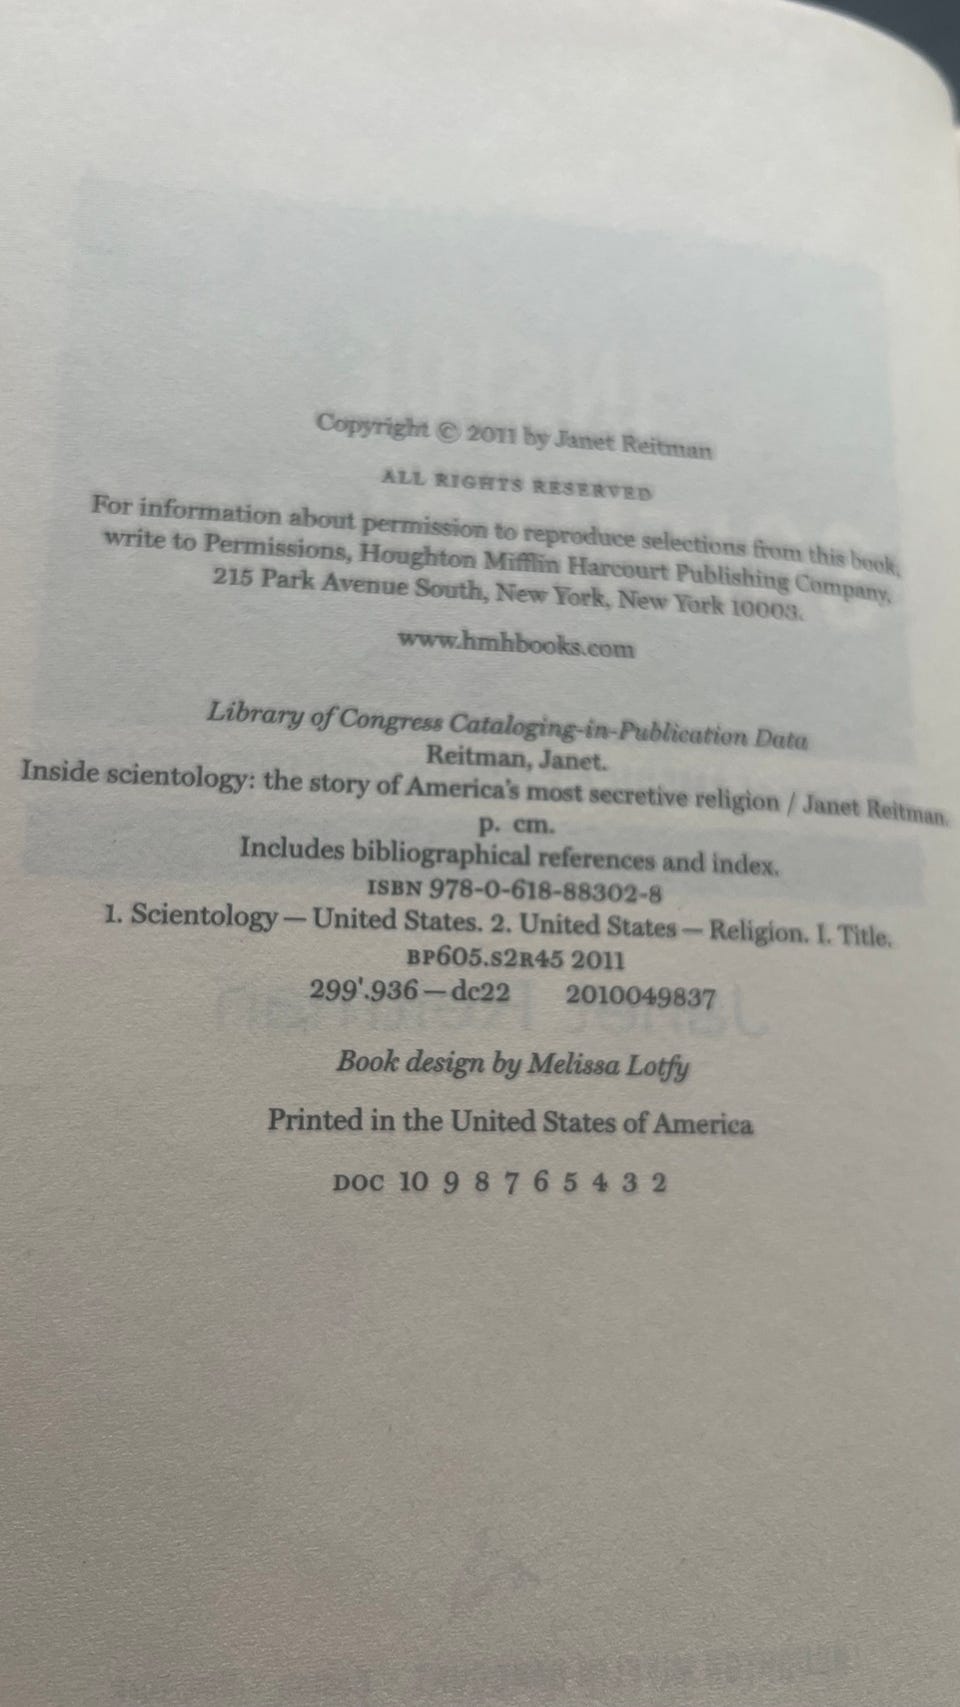 Copyright © 2011 by Janet Reitman
ALL RIGHTS RESERVED
For information about permission to reproduce selections from this book,
write to Permissions, Houghton Mifflin Harcourt Publishing Company,
215 Park Avenue South, New York, New York 10003.
www.hmhbooks.com
Library of Congress Cataloging-in-Publication Data
Reitman, Janet.
Inside scientology: the story of America's most secretive religion / Janet Reitman.
p. cm.
Includes bibliographical references and index.
ISBN 978-0-618-88302-8
1. Scientology — United States. 2. United States — Religion. I. Title.
BP605.S2R45 2011
299'.936 — dc22 2010049837
Book design by Melissa Lotfy
Printed in the United States of America
DOC 10 9 8 7 6 5 4 3 2